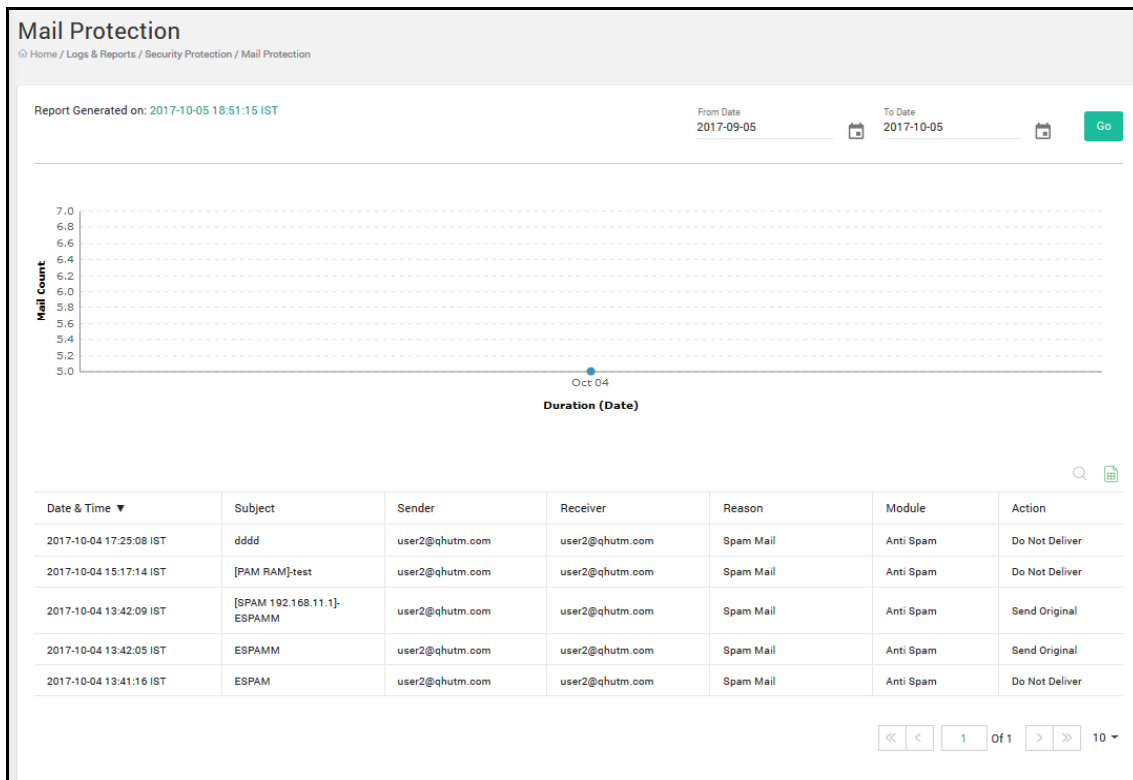 Mail Protection
Home / Logs & Reports / Security Protection / Mail Protection
Report Generated on: 2017-10-05 18:51:15 IST
From Date
2017-09-05
To Date
2017-10-05
Go
7.0
6.8
6.6
6.4
6.2
6.0
5.8
5.6
5.4
5.2
5.0
Mail Count
Oct 04
Duration (Date)
Date & Time ▼ Subject Sender Receiver Reason Module Action
2017-10-04 17:25:08 IST dddd user2@qhutm.com user2@qhutm.com Spam Mail Anti Spam Do Not Deliver
2017-10-04 15:17:14 IST [PAM RAM]-test user2@qhutm.com user2@qhutm.com Spam Mail Anti Spam Do Not Deliver
2017-10-04 13:42:09 IST [SPAM 192.168.11.1]-
ESPAMM user2@qhutm.com user2@qhutm.com Spam Mail Anti Spam Send Original
2017-10-04 13:42:05 IST ESPAMM user2@qhutm.com user2@qhutm.com Spam Mail Anti Spam Send Original
2017-10-04 13:41:16 IST ESPAM user2@qhutm.com user2@qhutm.com Spam Mail Anti Spam Do Not Deliver
1 Of 1 10